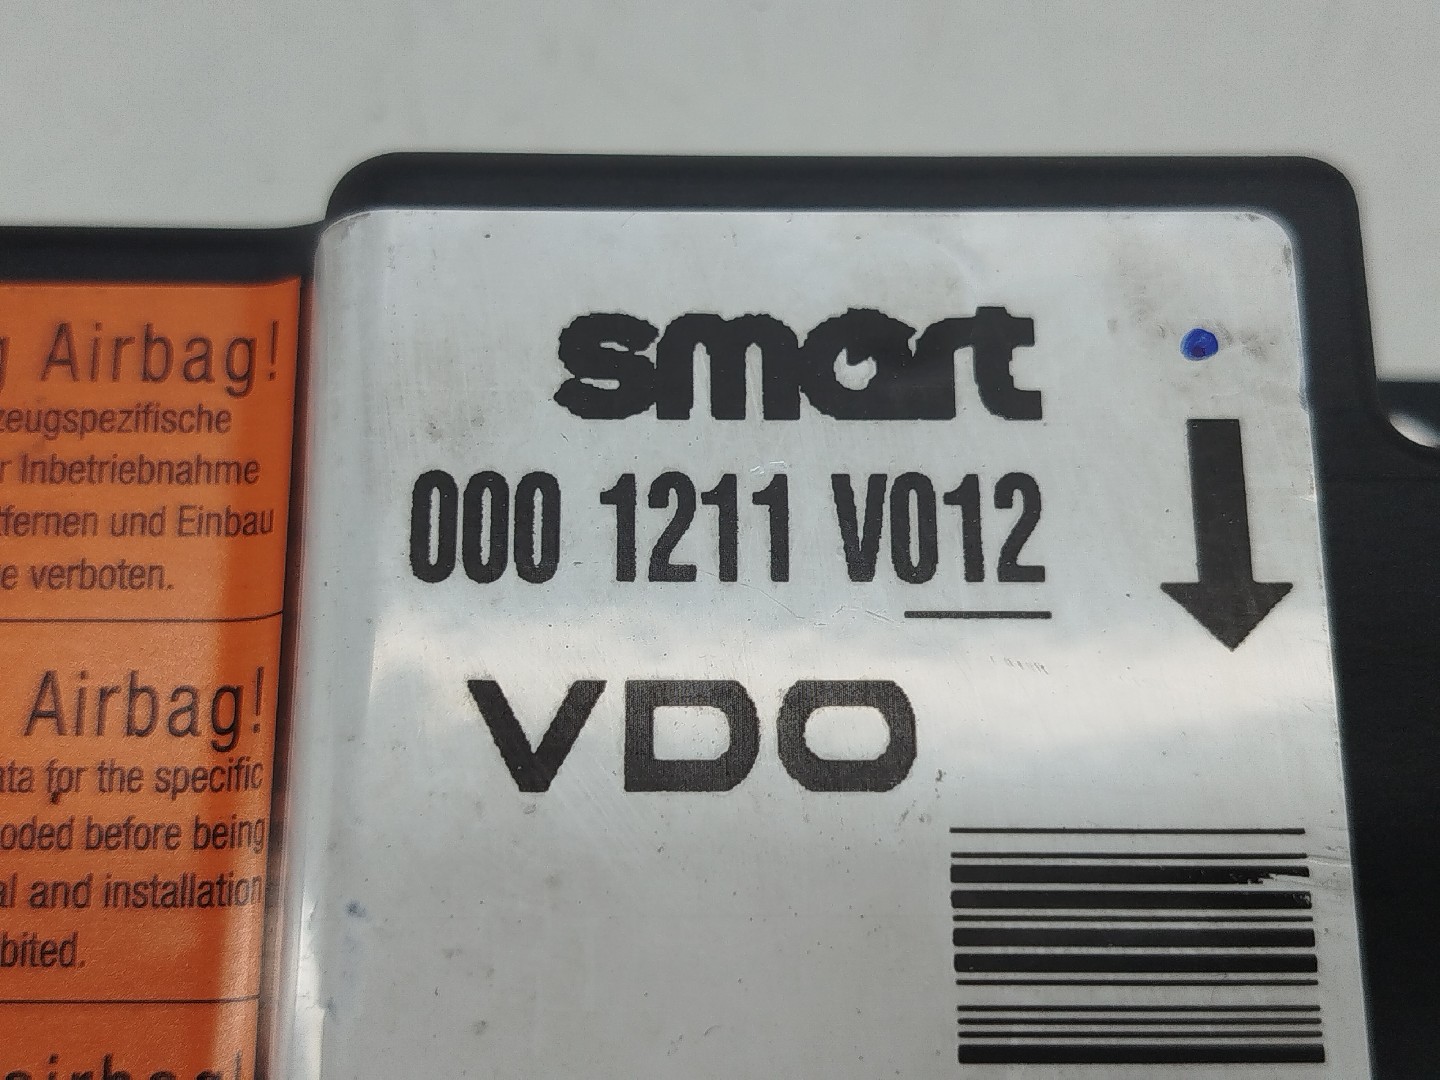 Airbag!
zeugspezifische
r Inbetriebnahme
tfernen und Einbau
e verboten.
Airbag!
ata for the specific
oded before being
al and installation
bited.
airbag!
smart
000 1211 V012
VDO